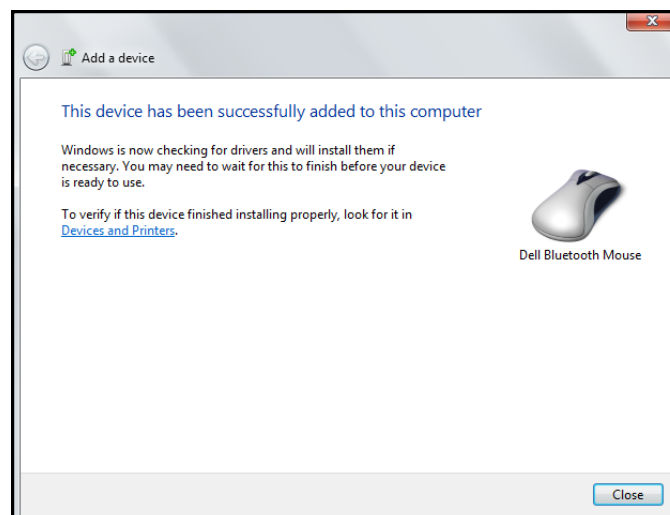 Add a device
This device has been successfully added to this computer
Windows is now checking for drivers and will install them if
necessary. You may need to wait for this to finish before your device
is ready to use.
To verify if this device finished installing properly, look for it in
Devices and Printers.
Dell Bluetooth Mouse
Close